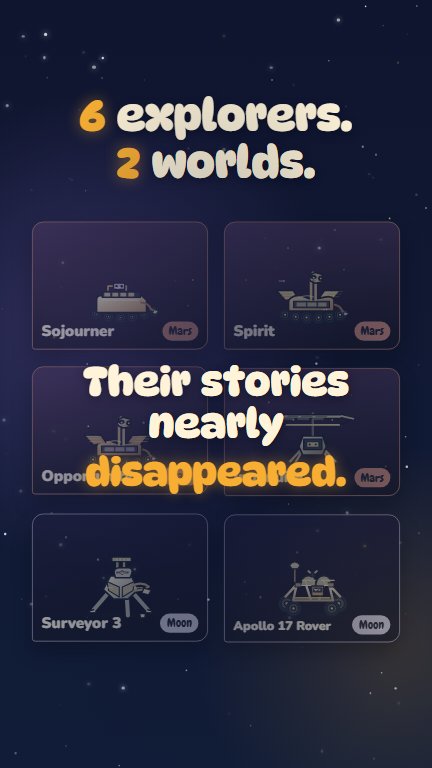 6 explorers.
2 worlds.
Sojourner
Mars
Spirit
Mars
Their stories
nearly
disappeared.
Mars
Surveyor 3
Moon
Apollo 17 Rover
Moon